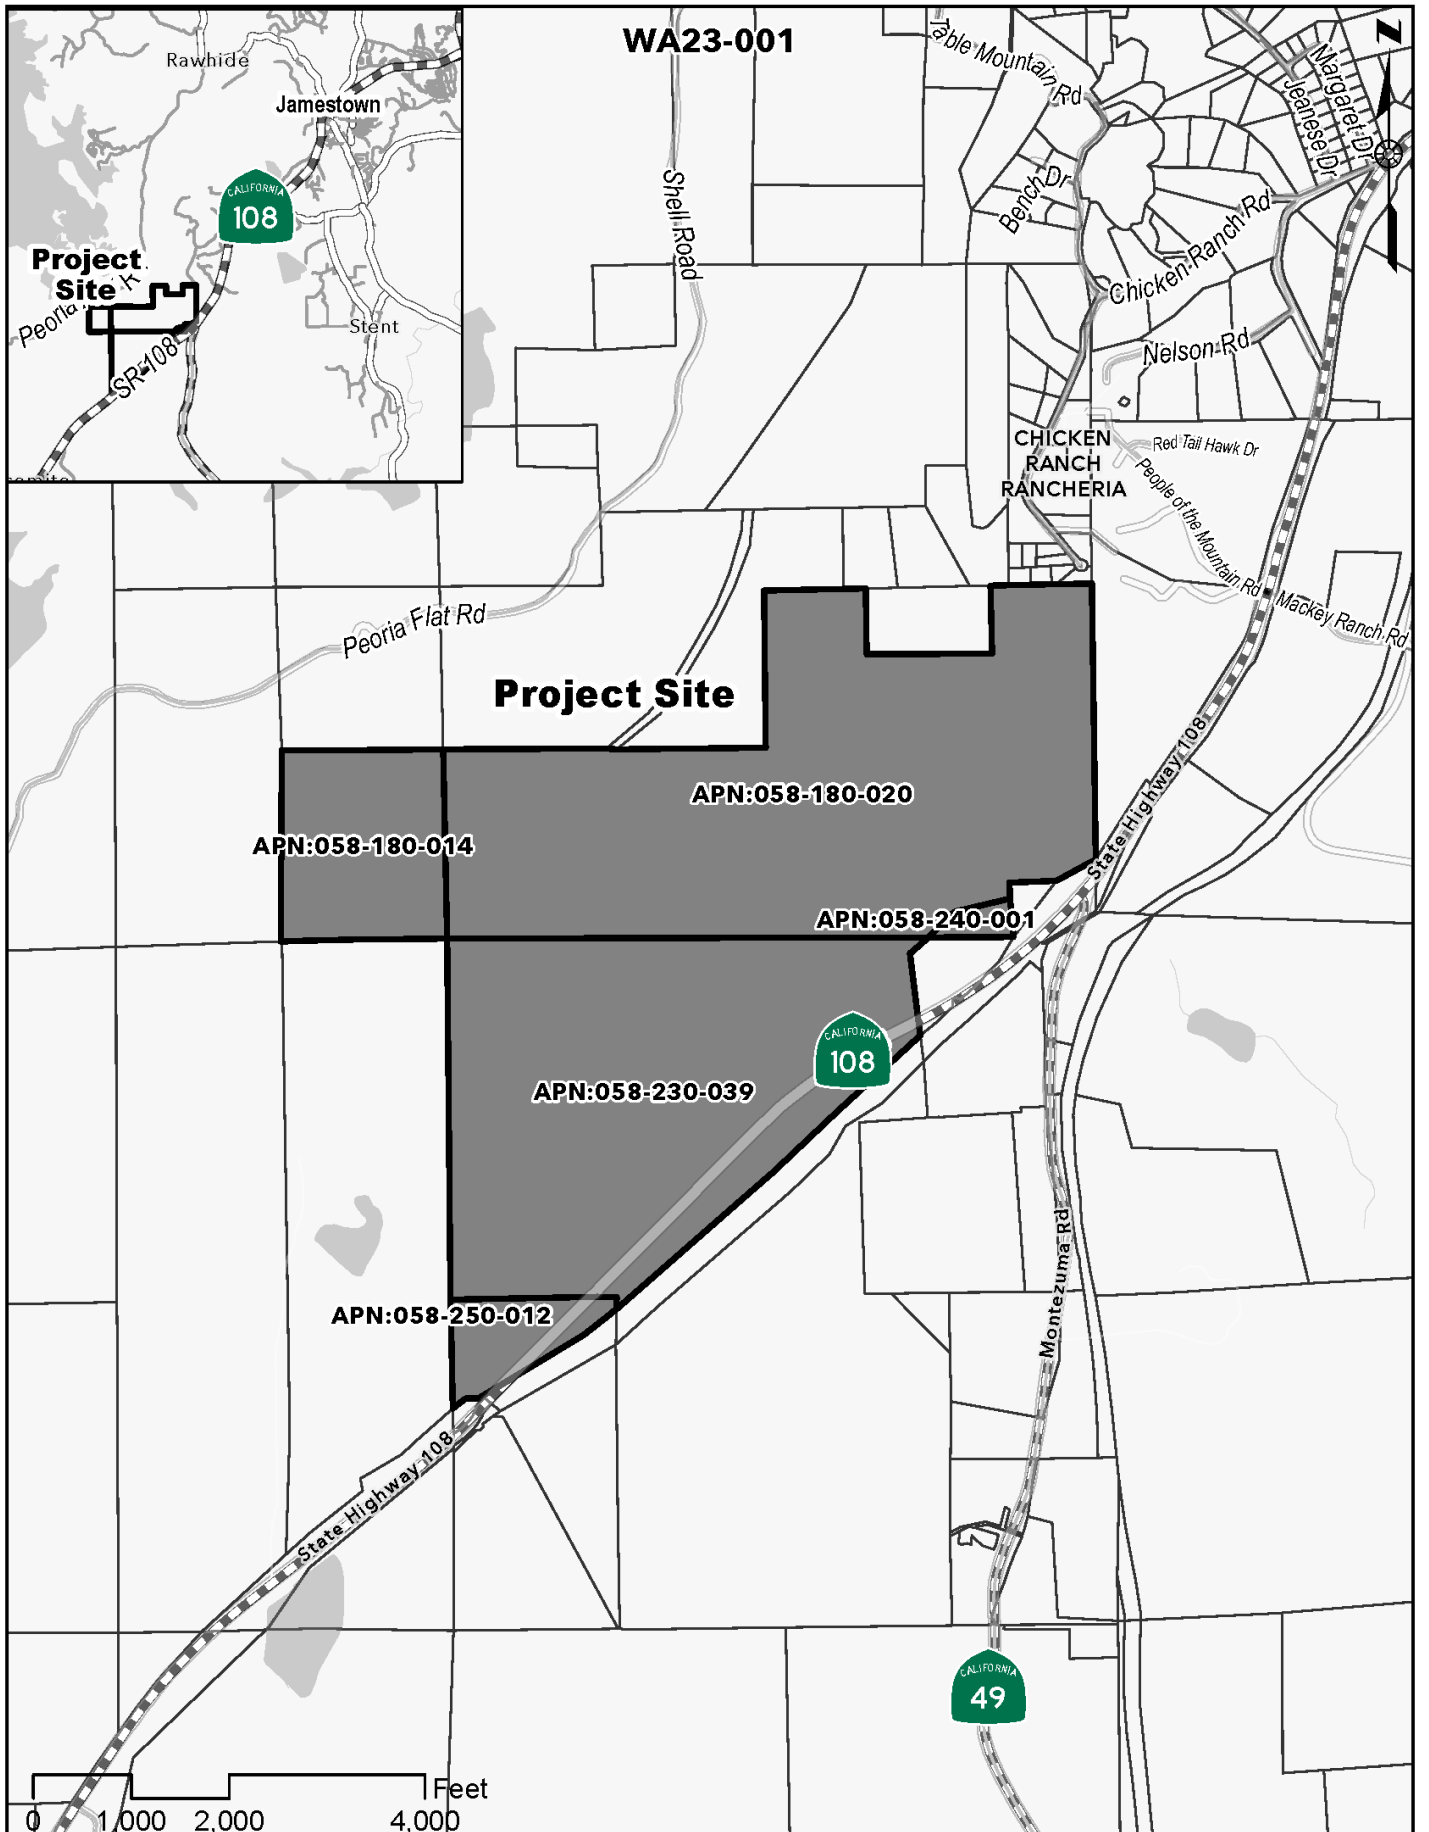 WA23-001
Rawhide
Jamestown
CALIFORNIA
108
Project
Site
Peoria
SR-108
Stent
Table Mountain Rd
Margaret Dr
Jeanese Dr
Shell Road
Bench Dr
Chicken Ranch Rd
Nelson Rd
CHICKEN
RANCH
RANCHERIA
Red Tail Hawk Dr
People of the Mountain Rd
Mackey Ranch Rd
Peoria Flat Rd
Project Site
State Highway 108
APN:058-180-020
APN:058-180-014
APN:058-240-001
CALIFORNIA
108
APN:058-230-039
Montezuma Rd
APN:058-250-012
State Highway 108
CALIFORNIA
49
Feet
0 1,000 2,000 4,000
N